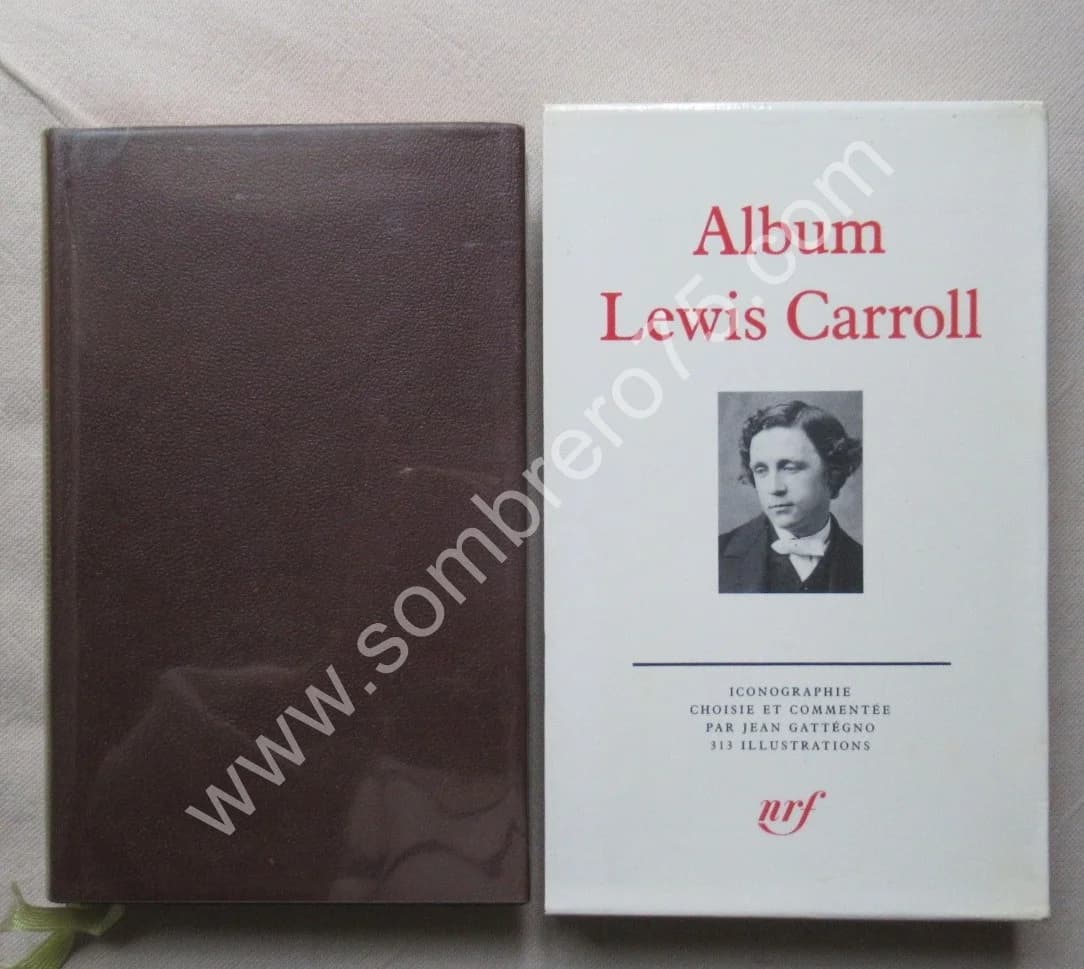 Album
Lewis Carroll
ICONOGRAPHIE
CHOISIE ET COMMENTÉE
PAR JEAN GATTÉGNO
313 ILLUSTRATIONS
nrf
www.sombrero75.com